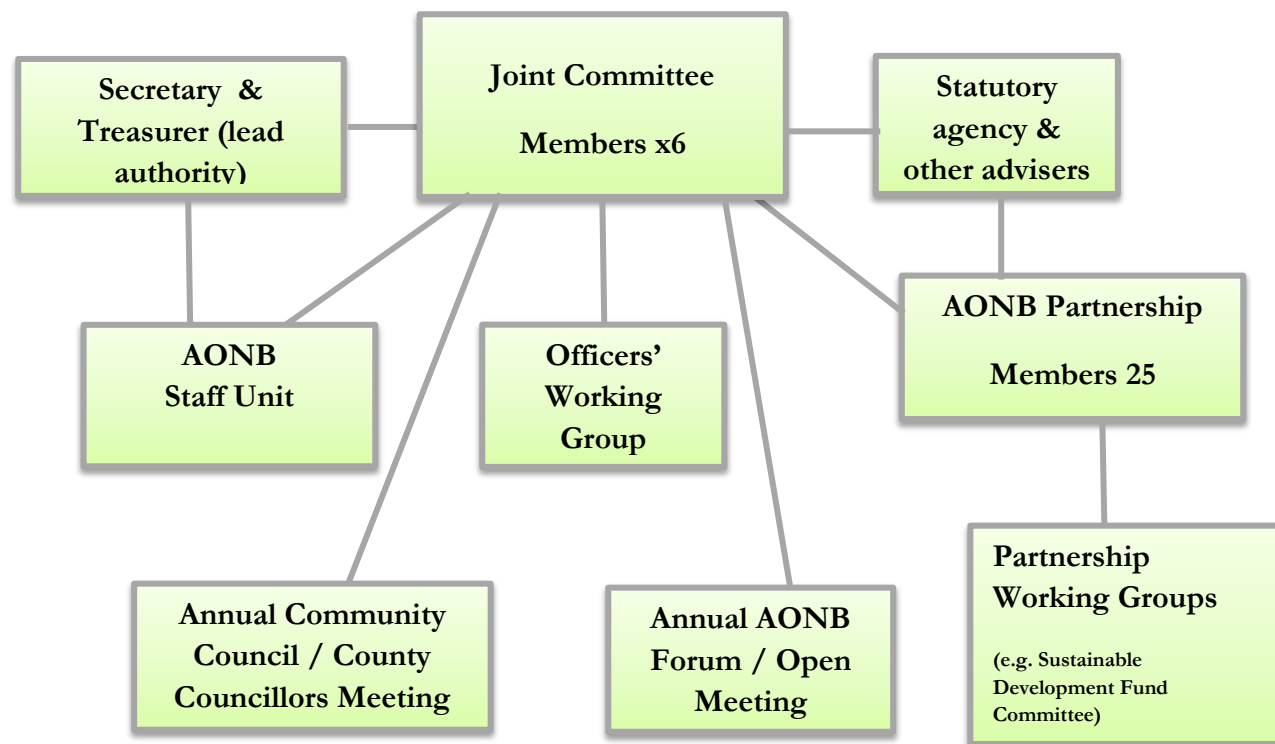 Secretary &
Treasurer (lead
authority)
Joint Committee
Members x6
Statutory
agency &
other advisers
AONB
Staff Unit
Officers’
Working
Group
AONB Partnership
Members 25
Annual Community
Council / County
Councillors Meeting
Annual AONB
Forum / Open
Meeting
Partnership
Working Groups
(e.g. Sustainable
Development Fund
Committee)